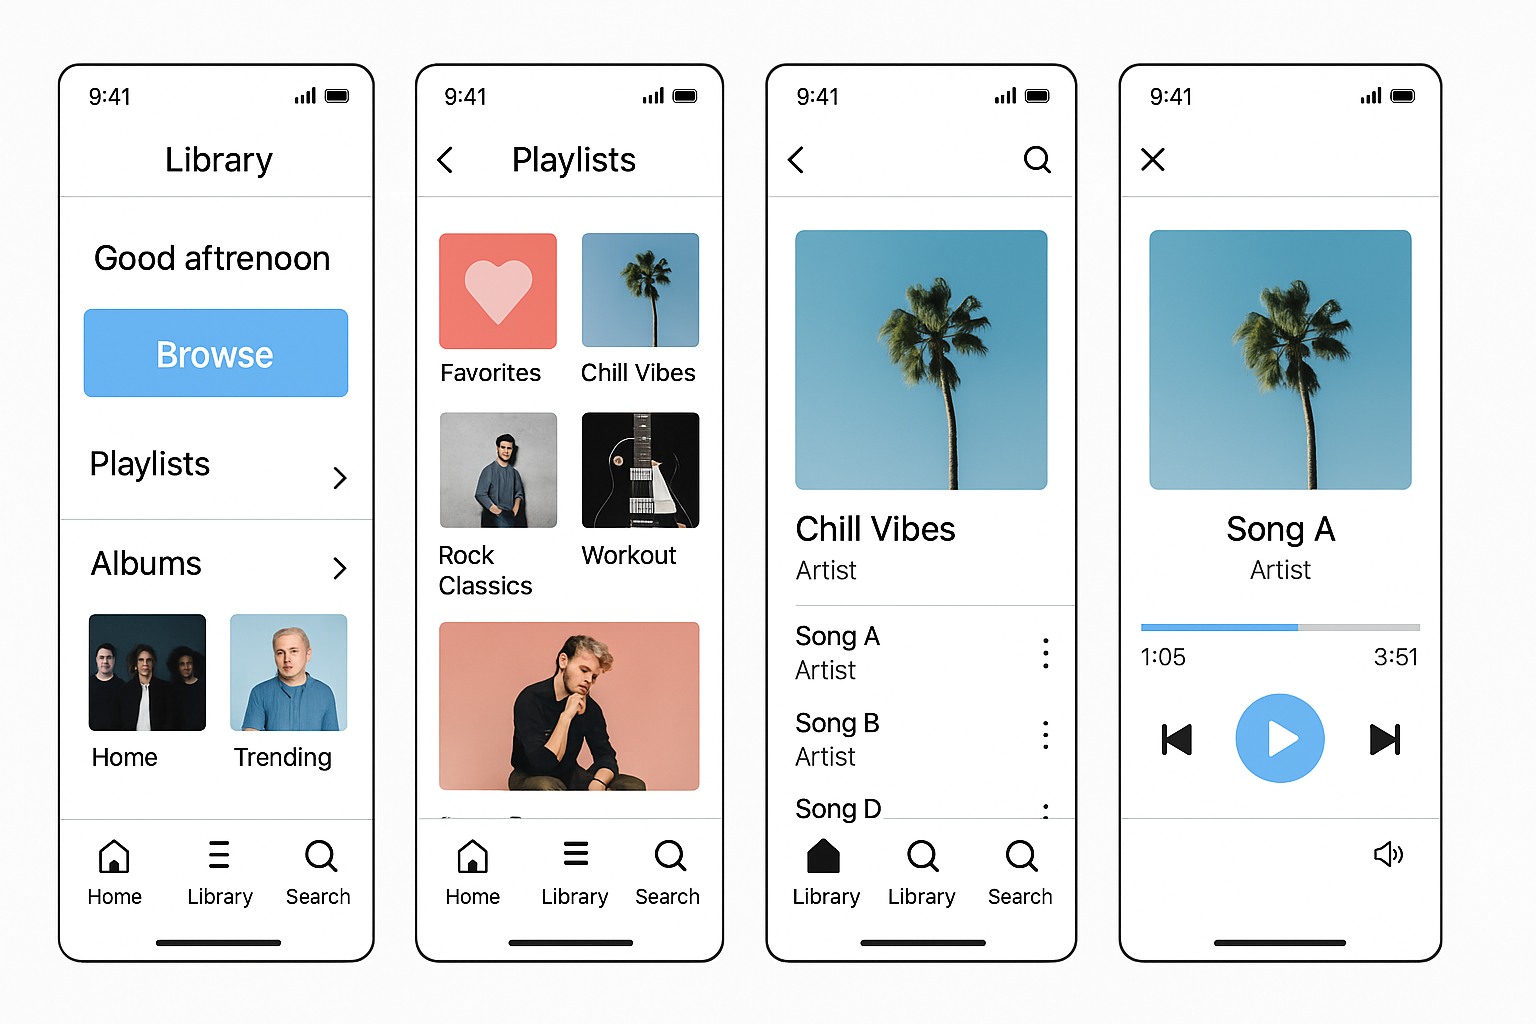 9:41
Library
Good aftrenoon
Browse
Playlists
Albums
Home
Trending
Home
Library
Search
9:41
Playlists
Favorites
Chill Vibes
Rock
Classics
Workout
Home
Library
Search
9:41
Chill Vibes
Artist
Song A
Artist
Song B
Artist
Song D
Library
Library
Search
9:41
Song A
Artist
1:05
3:51